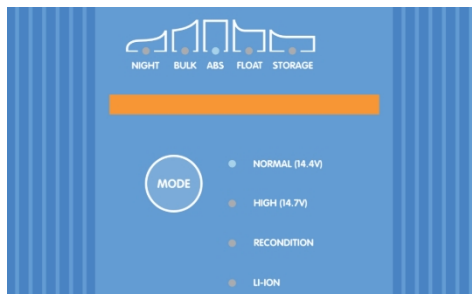 NIGHT BULK ABS FLOAT STORAGE
MODE
NORMAL (14.4V)
HIGH (14.7V)
RECONDITION
LI-ION